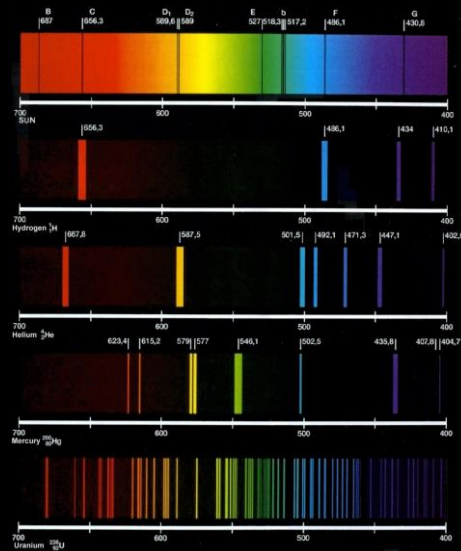 B C D₁ D₂ E b F G
687 656,3 589,6 589 527 518,3 517,2 486,1 430,8
700 600 500 400
SUN
656,3 486,1 434 410,1
700 600 500 400
Hydrogen ¹₁H
667,8 587,5 501,5 492,1 471,3 447,1
700 600 500 400
Helium ⁴₂He
623,4 615,2 579 577 546,1 502,5 435,8 407,8 404,7
700 600 500 400
Mercury ²⁰⁰₈₀Hg
700 600 500 400
Uranium ²³⁸₉₂U